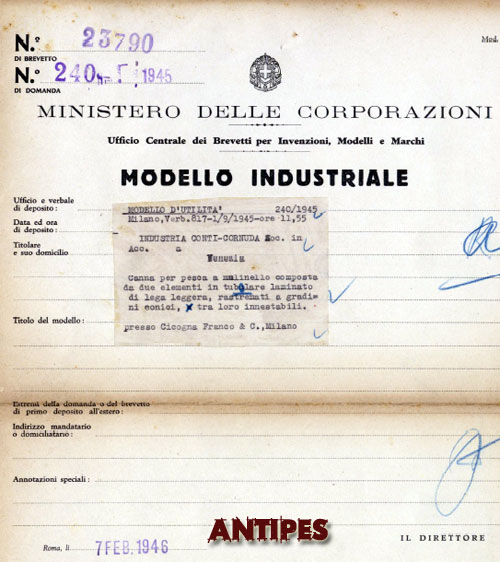 N.º 23790
Mod.
DI BREVETTO
N.º 240 1945
DI DOMANDA
MINISTERO DELLE CORPORAZIONI
Ufficio Centrale dei Brevetti per Invenzioni, Modelli e Marchi
MODELLO INDUSTRIALE
Ufficio e verbale
di deposito:
MODELLO D'UTILITA' 240/1945
Data ed ora
di deposito:
Milano, Verb. 817-1/9/1945-ore 11,55
Titolare
e suo domicilio
INDUSTRIA CONTI-CORNUDA Soc. in
Acc. a
Canna per pesca a mulinello composta
da due elementi in tubolare laminato
di lega leggera, rastremati a gradi=
ni conici, tra loro innestabili.
Titolo del modello:
presso Cicogna Franco & C., Milano
Estremi della domanda o del brevetto
di primo deposito all'estero:
Indirizzo mandatario
o domiciliatario:
Annotazioni speciali:
ANTIPES
IL DIRETTORE
Roma, lì 7 FEB. 1946